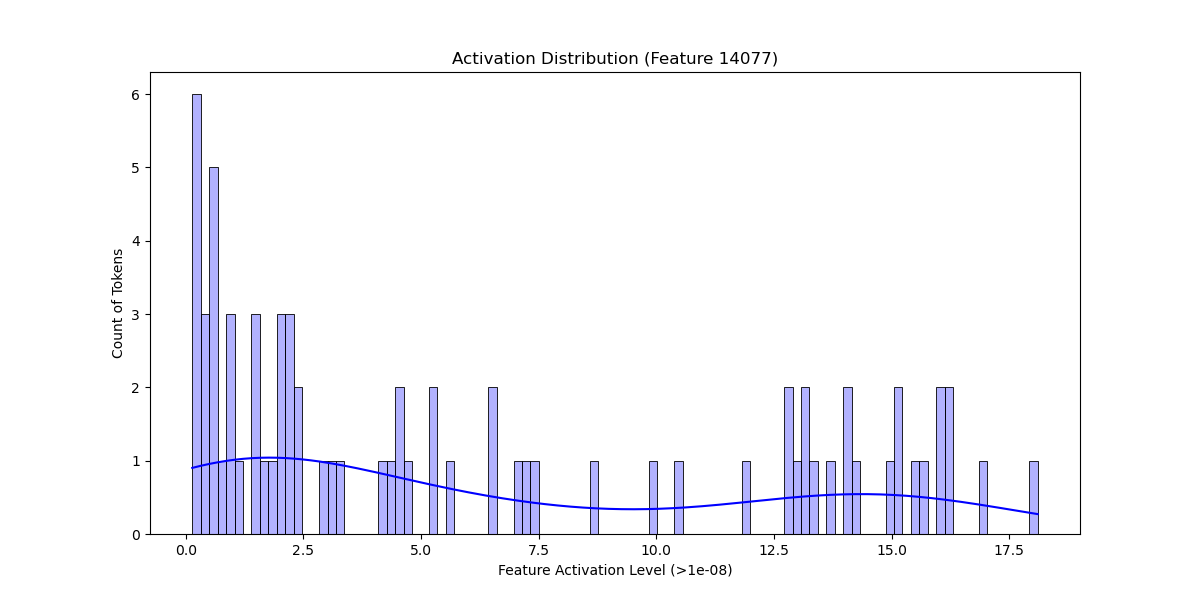 Activation Distribution (Feature 14077)
6
5
4
3
2
1
0
Count of Tokens
0.0 2.5 5.0 7.5 10.0 12.5 15.0 17.5
Feature Activation Level (>1e-08)